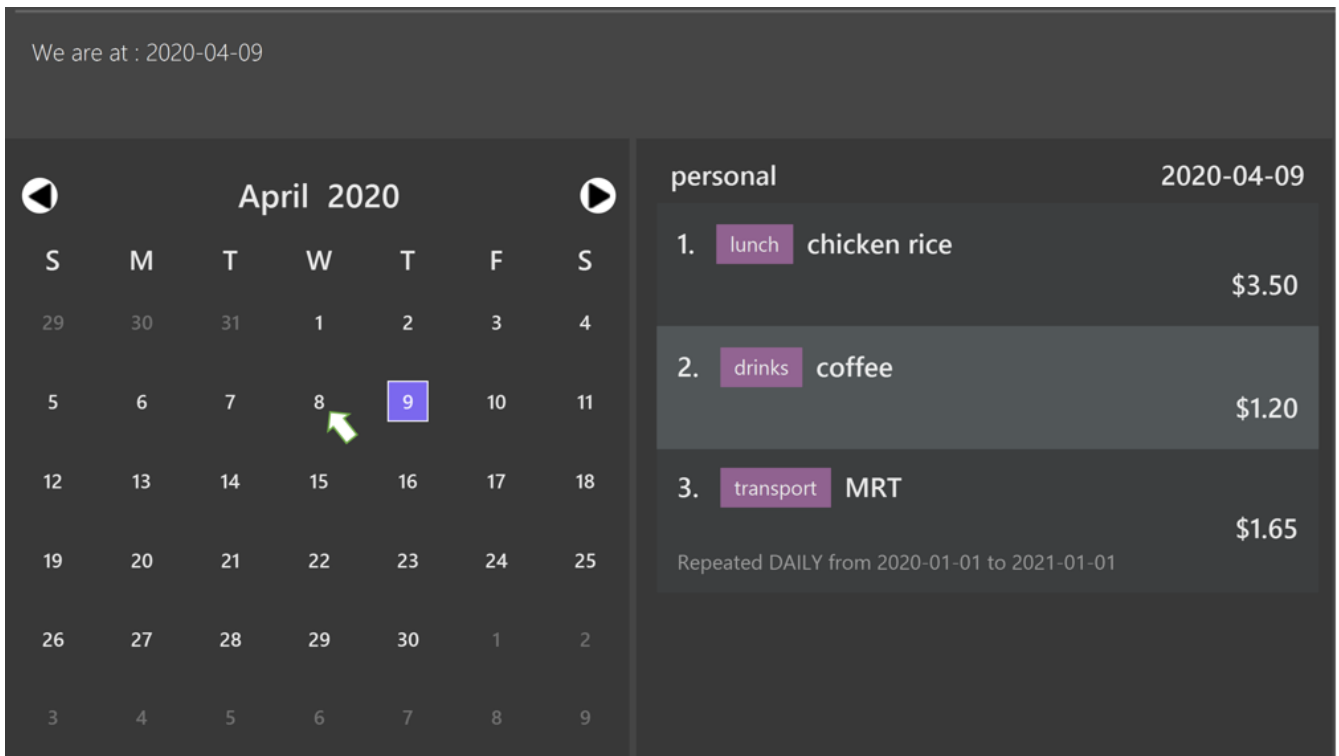 We are at : 2020-04-09
April 2020
S M T W T F S
29 30 31 1 2 3 4
5 6 7 8 9 10 11
12 13 14 15 16 17 18
19 20 21 22 23 24 25
26 27 28 29 30 1 2
3 4 5 6 7 8 9
personal 2020-04-09
1. lunch chicken rice
$3.50
2. drinks coffee
$1.20
3. transport MRT
$1.65
Repeated DAILY from 2020-01-01 to 2021-01-01